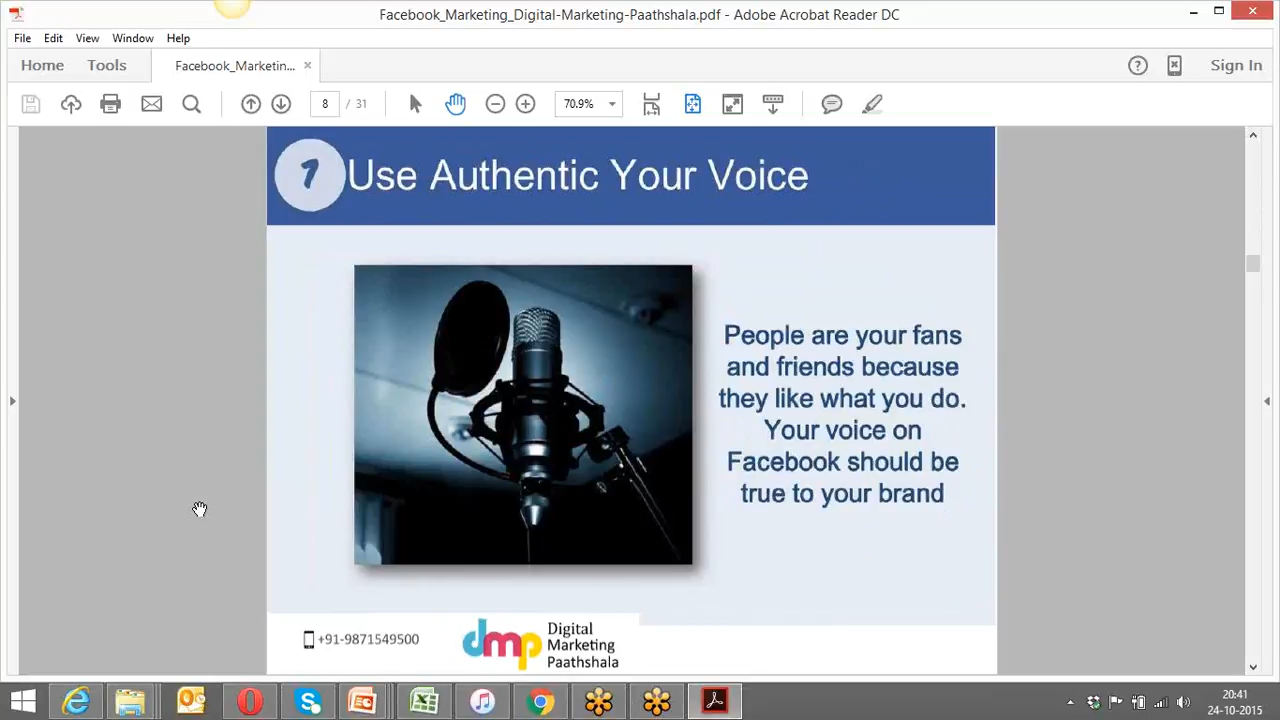 Facebook_Marketing_Digital-Marketing-Paathshala.pdf - Adobe Acrobat Reader DC
File Edit View Window Help
Home Tools Facebook_Marketin... × Sign In
8 / 31 70.9%
1 Use Authentic Your Voice
People are your fans
and friends because
they like what you do.
Your voice on
Facebook should be
true to your brand
+91-9871549500
dmp
Digital
Marketing
Paathshala
20:41
24-10-2015